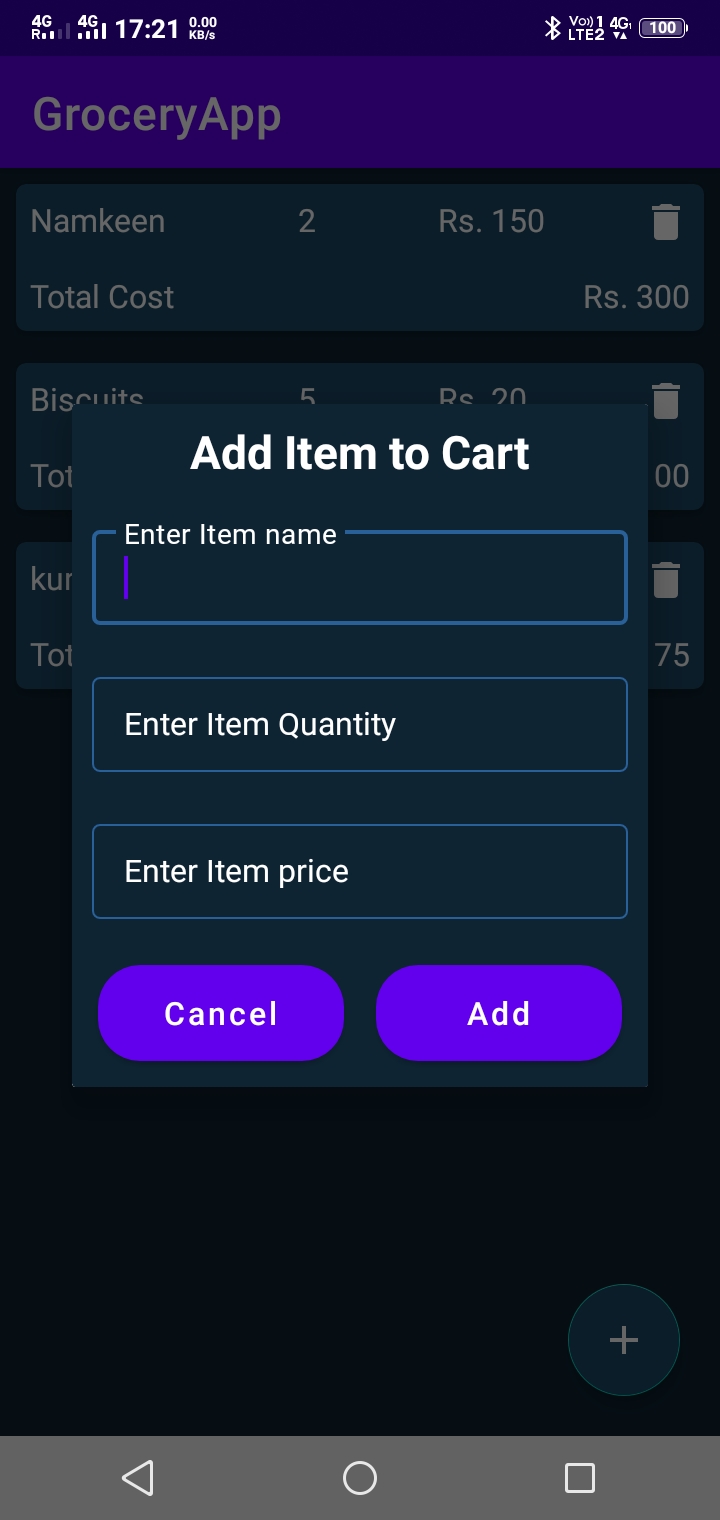 4G R 4G 17:21 0.00 KB/s Vo)) 1 LTE2 4G 100
GroceryApp
Namkeen 2 Rs. 150
Total Cost Rs. 300
Biscuits 5 Rs. 20
Tot 00
kur
Tot 75
Add Item to Cart
Enter Item name
Enter Item Quantity
Enter Item price
Cancel Add